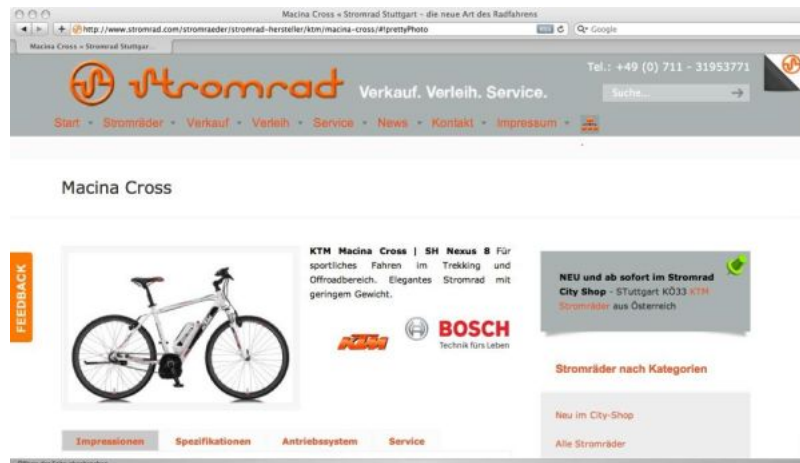 Macina Cross « Stromrad Stuttgart – die neue Art des Radfahrens
http://www.stromrad.com/stromraeder/stromrad-hersteller/ktm/macina-cross/#!prettyPhoto
Google
Macina Cross « Stromrad Stuttgar...
Tel.: +49 (0) 711 - 31953771
Stromrad Verkauf. Verleih. Service.
Suche...
Start Stromräder Verkauf Verleih Service News Kontakt Impressum
Macina Cross
FEEDBACK
KTM Macina Cross | SH Nexus 8 Für
sportliches Fahren im Trekking und
Offroadbereich. Elegantes Stromrad mit
geringem Gewicht.
KTM
BOSCH
Technik fürs Leben
NEU und ab sofort im Stromrad
City Shop - STuttgart KÖ33 KTM
Stromräder aus Österreich
Stromräder nach Kategorien
Neu im City-Shop
Alle Stromräder
Impressionen Spezifikationen Antriebssystem Service